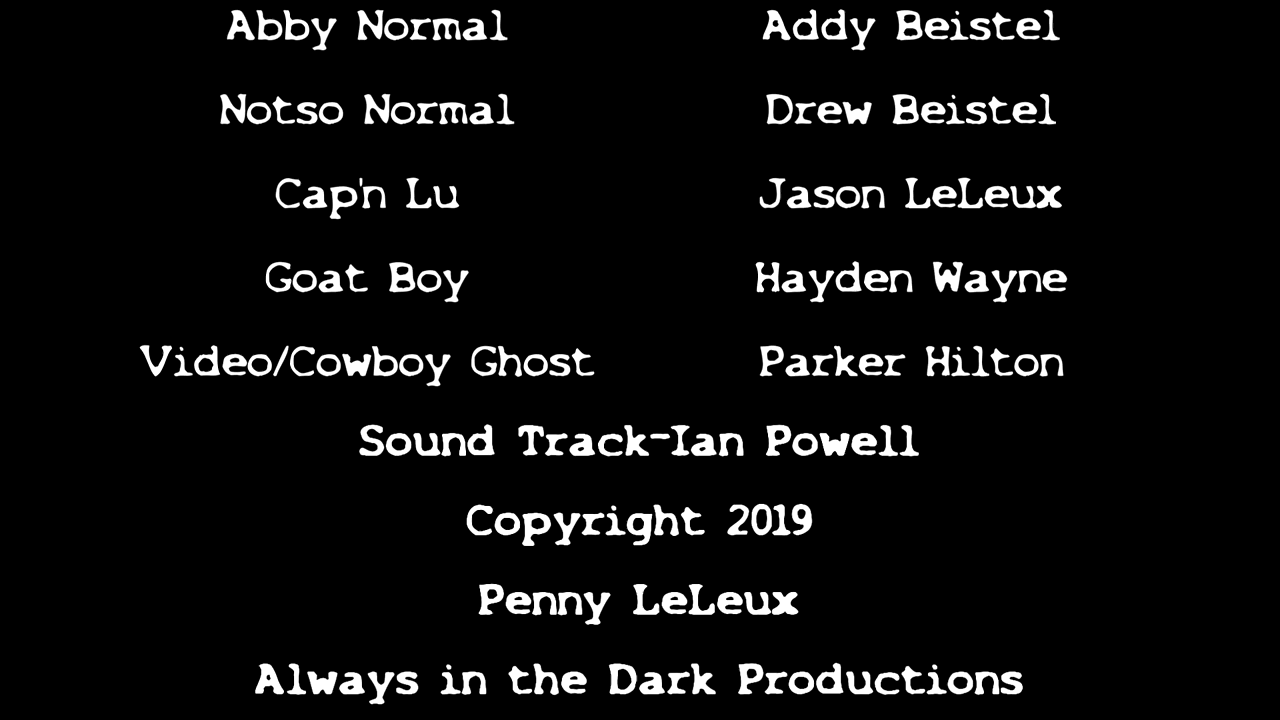 Abby Normal Addy Beistel
Notso Normal Drew Beistel
Cap'n Lu Jason LeLeux
Goat Boy Hayden Wayne
Video/Cowboy Ghost Parker Hilton
Sound Track-Ian Powell
Copyright 2019
Penny LeLeux
Always in the Dark Productions